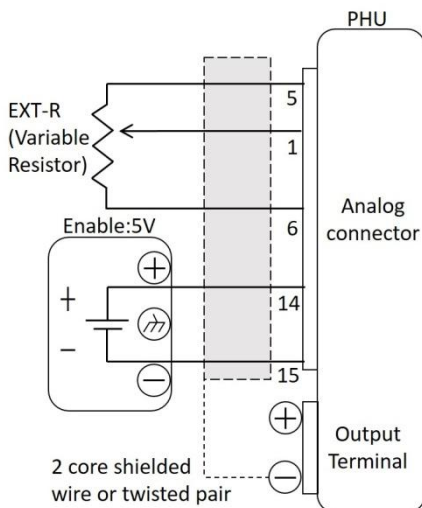 PHU
EXT-R
(Variable
Resistor)
5
1
6
Enable:5V
Analog
connector
+
+
14
−
−
15
+
Output
Terminal
2 core shielded
wire or twisted pair
−